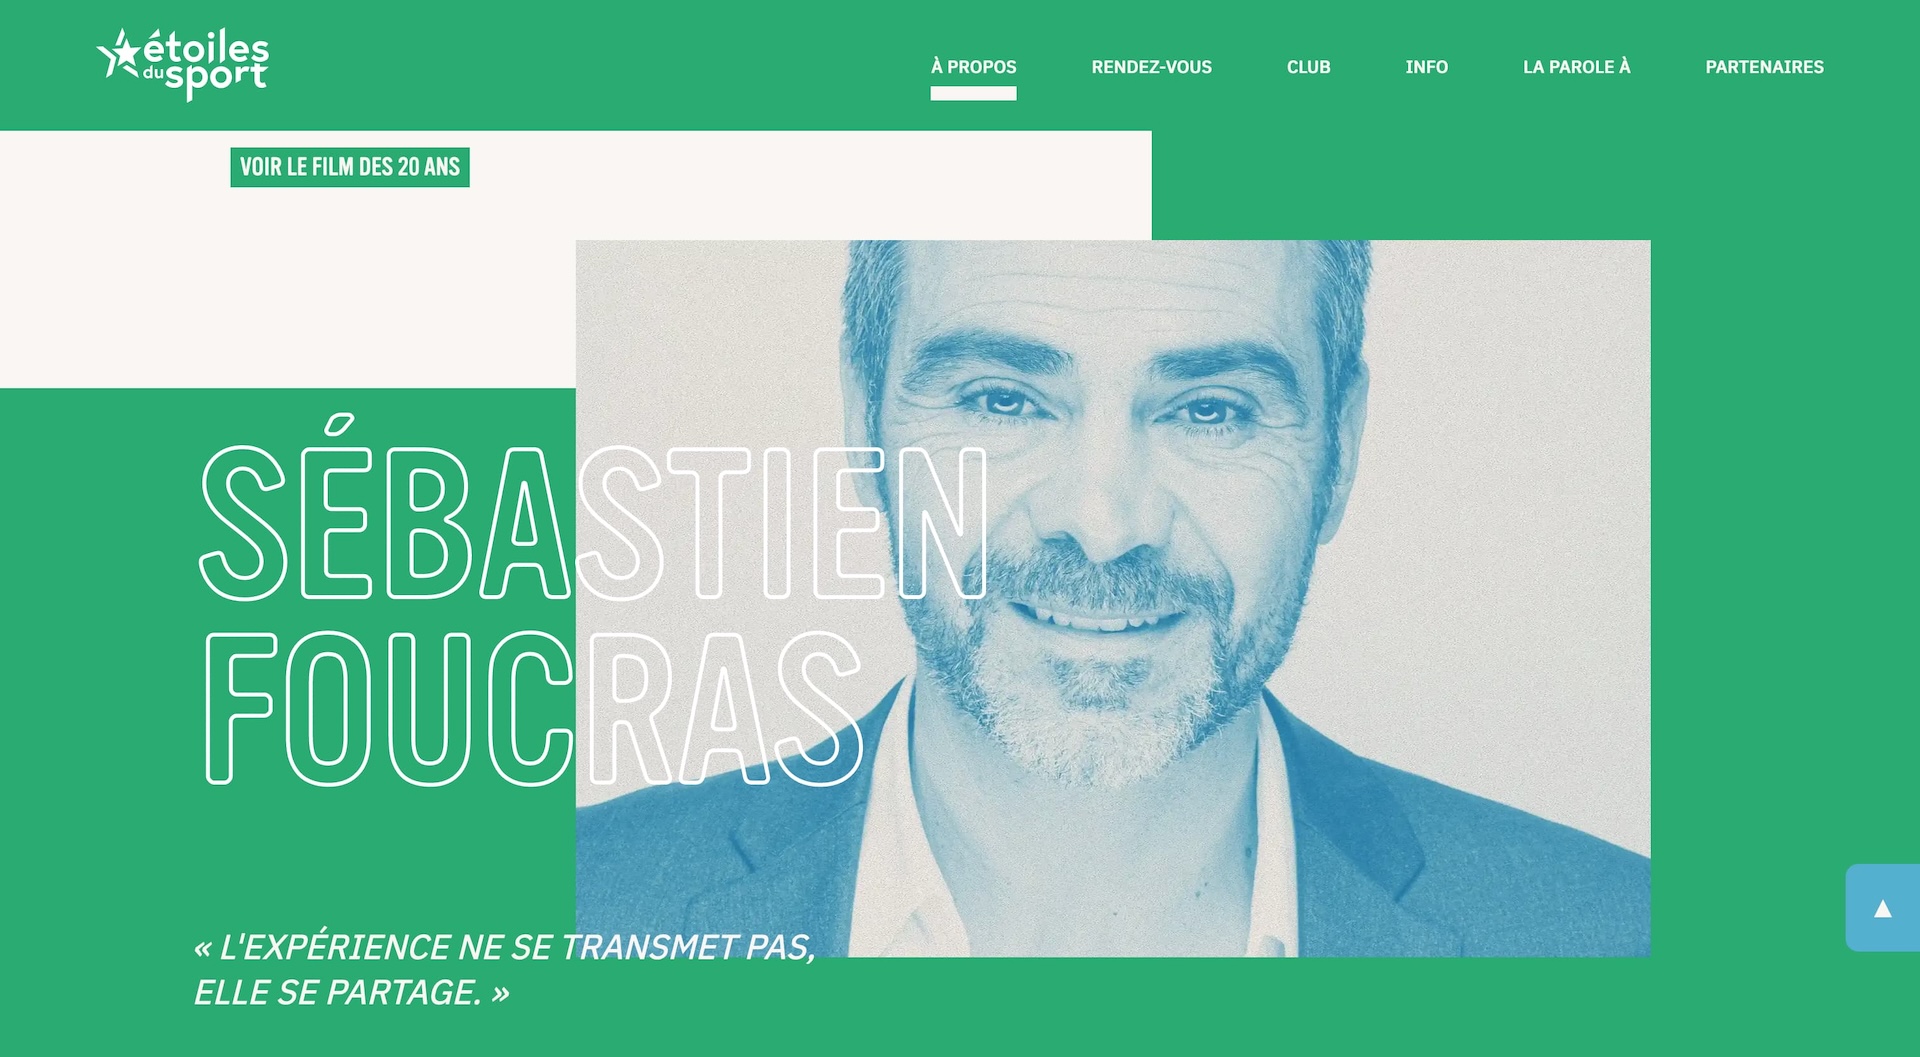 étoiles
du sport
À PROPOS
RENDEZ-VOUS
CLUB
INFO
LA PAROLE À
PARTENAIRES
VOIR LE FILM DES 20 ANS
SÉBASTIEN
FOUCRAS
« L'EXPÉRIENCE NE SE TRANSMET PAS,
ELLE SE PARTAGE. »